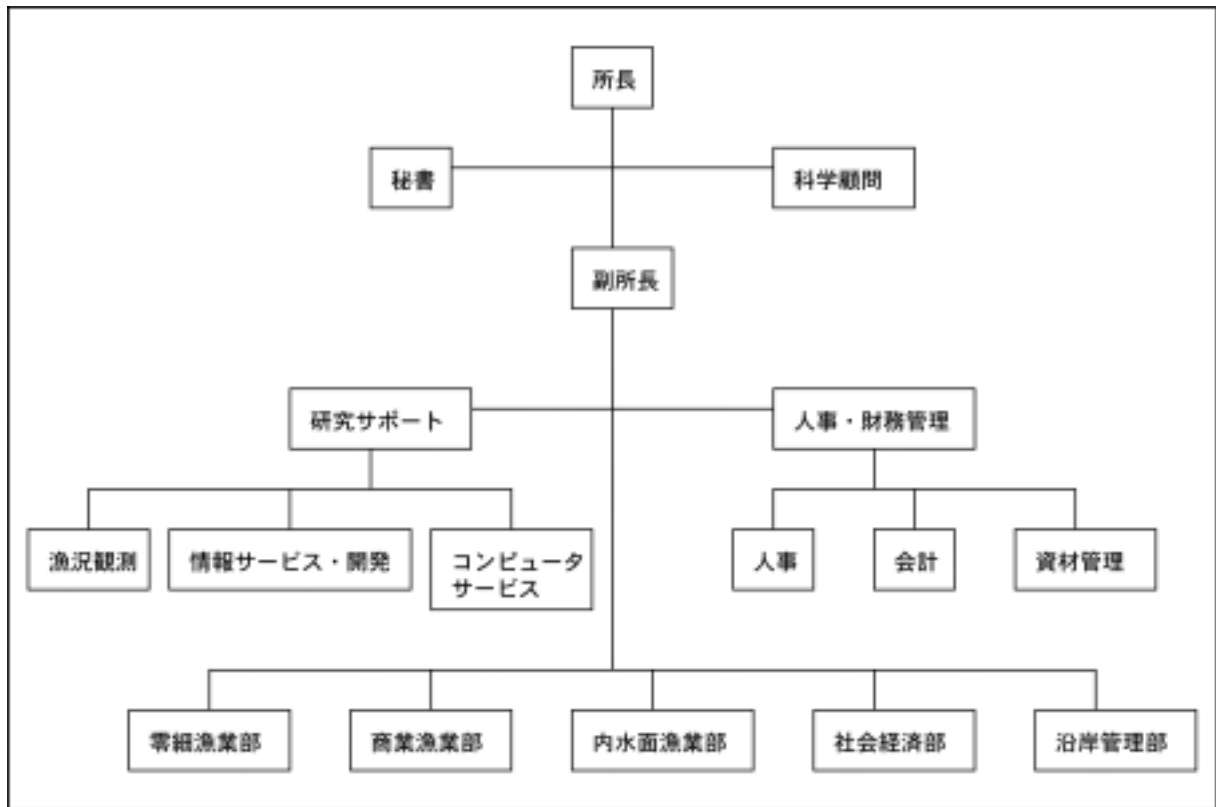 所長
秘書
科学顧問
副所長
研究サポート
人事・財務管理
漁況観測
情報サービス・開発
コンピュータ
サービス
人事
会計
資材管理
零細漁業部
商業漁業部
内水面漁業部
社会経済部
沿岸管理部